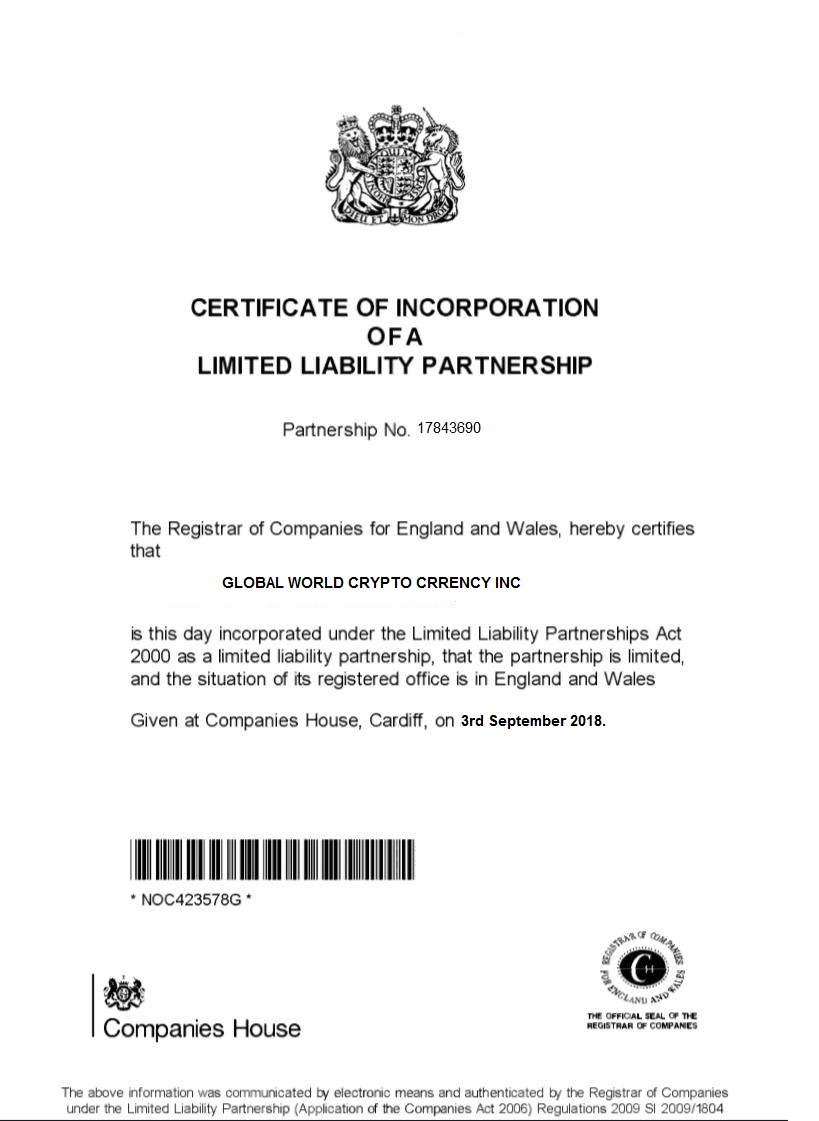 DIEU ET MON DROIT
CERTIFICATE OF INCORPORATION
OF A
LIMITED LIABILITY PARTNERSHIP
Partnership No. 17843690
The Registrar of Companies for England and Wales, hereby certifies
that
GLOBAL WORLD CRYPTO CRRENCY INC
is this day incorporated under the Limited Liability Partnerships Act
2000 as a limited liability partnership, that the partnership is limited,
and the situation of its registered office is in England and Wales
Given at Companies House, Cardiff, on 3rd September 2018.
* NOC423578G *
REGISTRAR OF COMPANIES
FOR ENGLAND AND WALES
CH
THE OFFICIAL SEAL OF THE
REGISTRAR OF COMPANIES
Companies House
The above information was communicated by electronic means and authenticated by the Registrar of Companies
under the Limited Liability Partnership (Application of the Companies Act 2006) Regulations 2009 SI 2009/1804